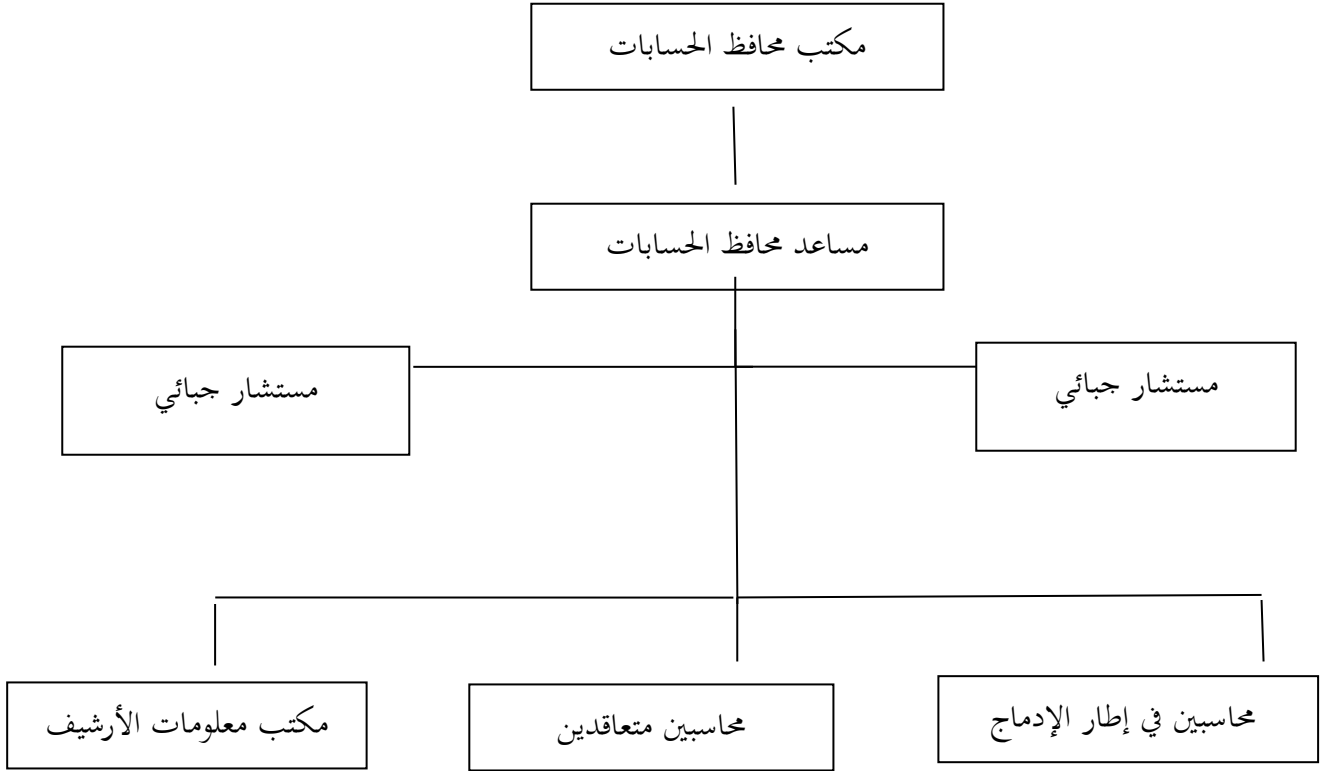 مكتب محافظ الحسابات
مساعد محافظ الحسابات
مستشار جبائي
مستشار جبائي
محاسبين في إطار الإدماج
محاسبين متعاقدين
مكتب معلومات الأرشيف